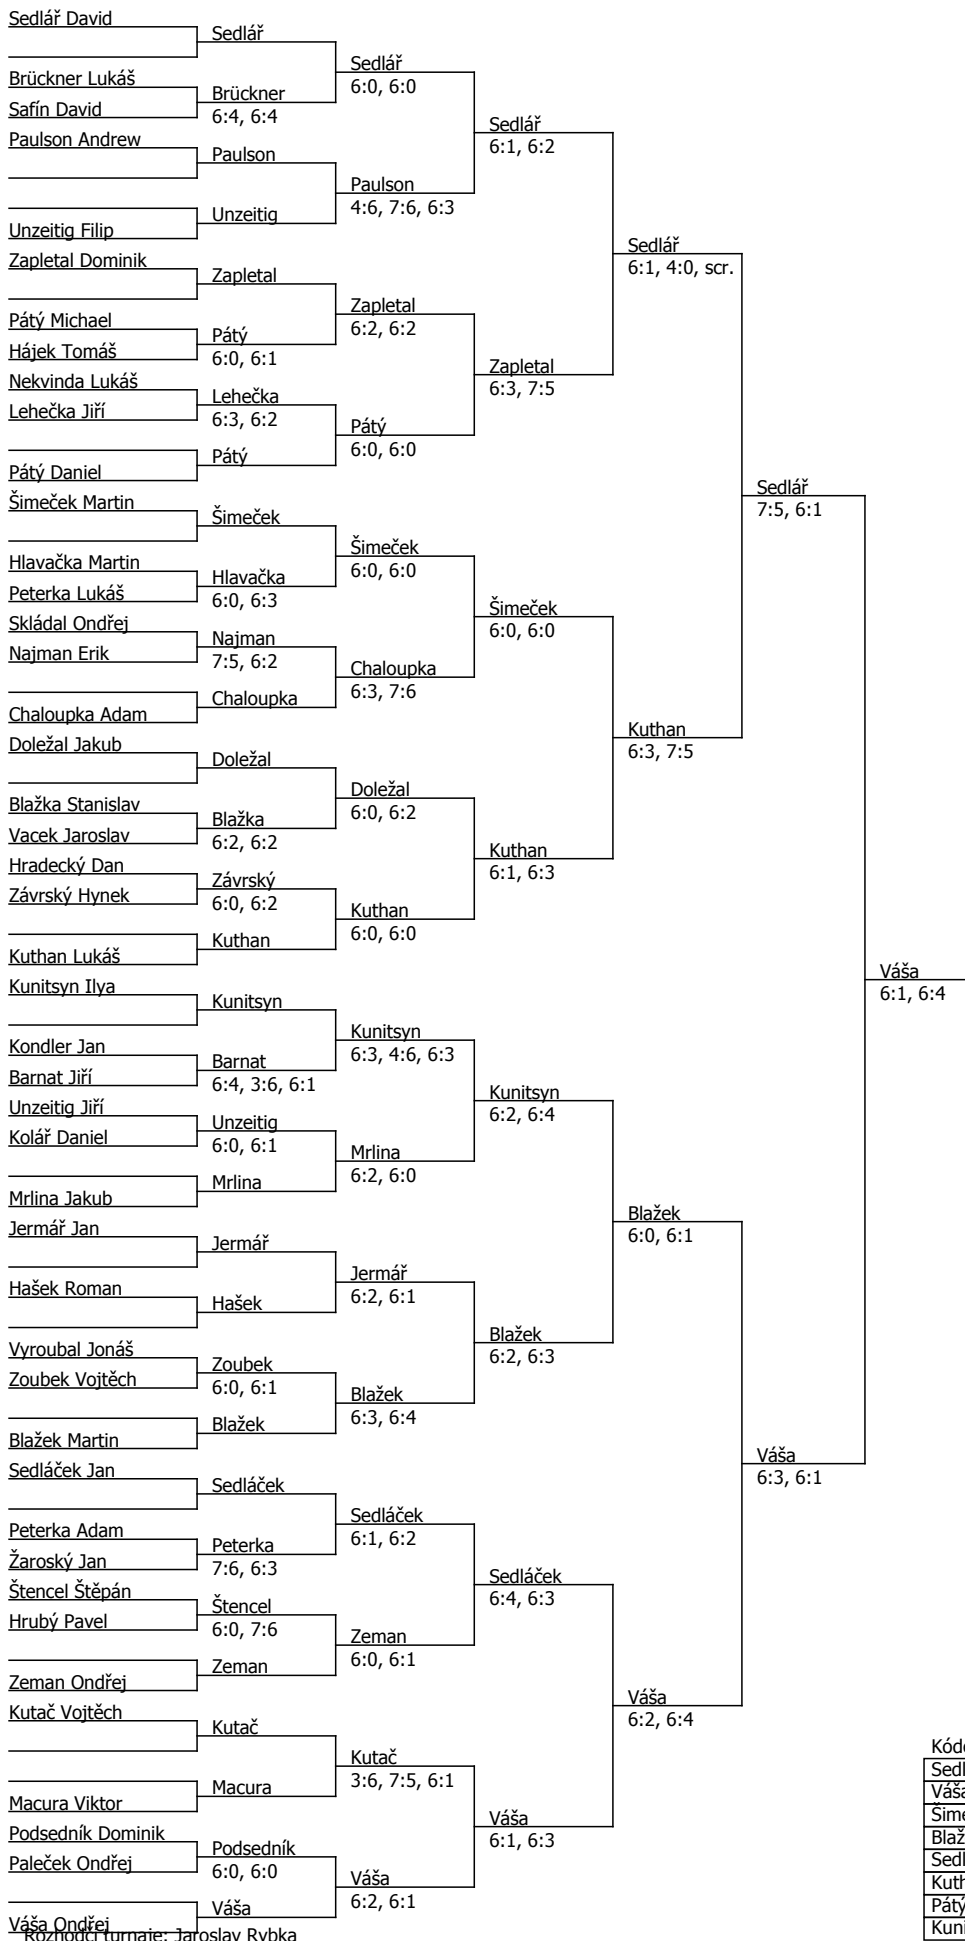 Sedlář David
Brückner Lukáš
Safín David
Paulson Andrew
Unzeitig Filip
Zapletal Dominik
Pátý Michael
Hájek Tomáš
Nekvinda Lukáš
Lehečka Jiří
Pátý Daniel
Šimeček Martin
Hlavačka Martin
Peterka Lukáš
Skládal Ondřej
Najman Erik
Chaloupka Adam
Doležal Jakub
Blažka Stanislav
Vacek Jaroslav
Hradecký Dan
Závrský Hynek
Kuthan Lukáš
Kunitsyn Ilya
Kondler Jan
Barnat Jiří
Unzeitig Jiří
Kolář Daniel
Mrlina Jakub
Jermář Jan
Hašek Roman
Vyroubal Jonáš
Zoubek Vojtěch
Blažek Martin
Sedláček Jan
Peterka Adam
Žaroský Jan
Štencel Štěpán
Hrubý Pavel
Zeman Ondřej
Kutač Vojtěch
Macura Viktor
Podsedník Dominik
Paleček Ondřej
Váša Ondřej
Rozhodčí turnaje: Jaroslav Rybka
Sedlář
Brückner
6:4, 6:4
Paulson
Unzeitig
Zapletal
Pátý
6:0, 6:1
Lehečka
6:3, 6:2
Pátý
Šimeček
Hlavačka
6:0, 6:3
Najman
7:5, 6:2
Chaloupka
Doležal
Blažka
6:2, 6:2
Závrský
6:0, 6:2
Kuthan
Kunitsyn
Barnat
6:4, 3:6, 6:1
Unzeitig
6:0, 6:1
Mrlina
Jermář
Hašek
Zoubek
6:0, 6:1
Blažek
Sedláček
Peterka
7:6, 6:3
Štencel
6:0, 7:6
Zeman
Kutač
Macura
Podsedník
6:0, 6:0
Váša
Sedlář
6:0, 6:0
Paulson
4:6, 7:6, 6:3
Zapletal
6:2, 6:2
Pátý
6:0, 6:0
Šimeček
6:0, 6:0
Chaloupka
6:3, 7:6
Doležal
6:0, 6:2
Kuthan
6:0, 6:0
Kunitsyn
6:3, 4:6, 6:3
Mrlina
6:2, 6:0
Jermář
6:2, 6:1
Blažek
6:3, 6:4
Sedláček
6:1, 6:2
Zeman
6:0, 6:1
Kutač
3:6, 7:5, 6:1
Váša
6:2, 6:1
Sedlář
6:1, 6:2
Zapletal
6:3, 7:5
Šimeček
6:0, 6:0
Kuthan
6:1, 6:3
Kunitsyn
6:2, 6:4
Blažek
6:2, 6:3
Sedláček
6:4, 6:3
Váša
6:1, 6:3
Sedlář
6:1, 4:0, scr.
Kuthan
6:3, 7:5
Blažek
6:0, 6:1
Váša
6:2, 6:4
Sedlář
7:5, 6:1
Váša
6:3, 6:1
Váša
6:1, 6:4